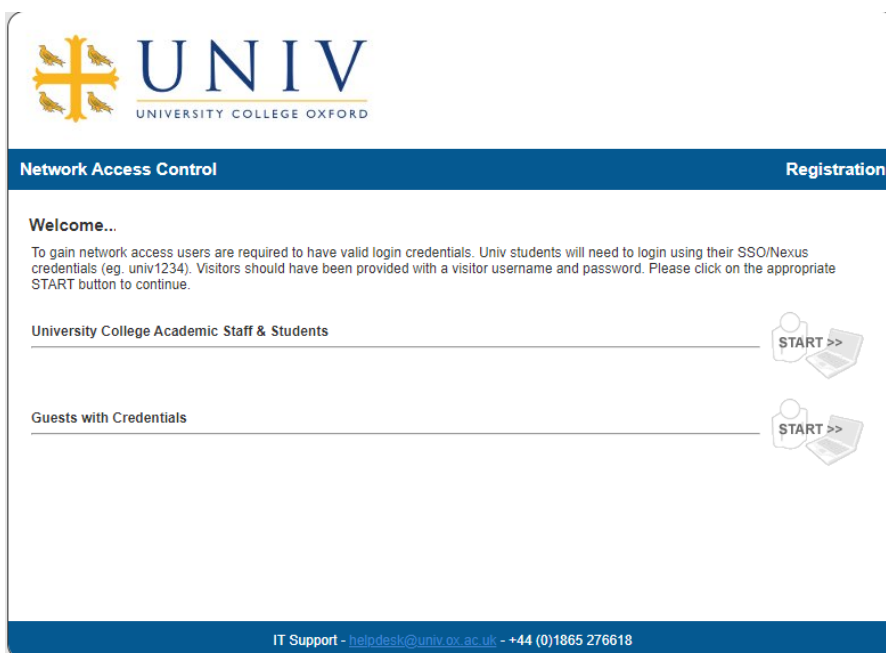 UNIV
UNIVERSITY COLLEGE OXFORD
Network Access Control Registration
Welcome...
To gain network access users are required to have valid login credentials. Univ students will need to login using their SSO/Nexus
credentials (eg. univ1234). Visitors should have been provided with a visitor username and password. Please click on the appropriate
START button to continue.
University College Academic Staff & Students
START >>
Guests with Credentials
START >>
IT Support - helpdesk@univ.ox.ac.uk - +44 (0)1865 276618